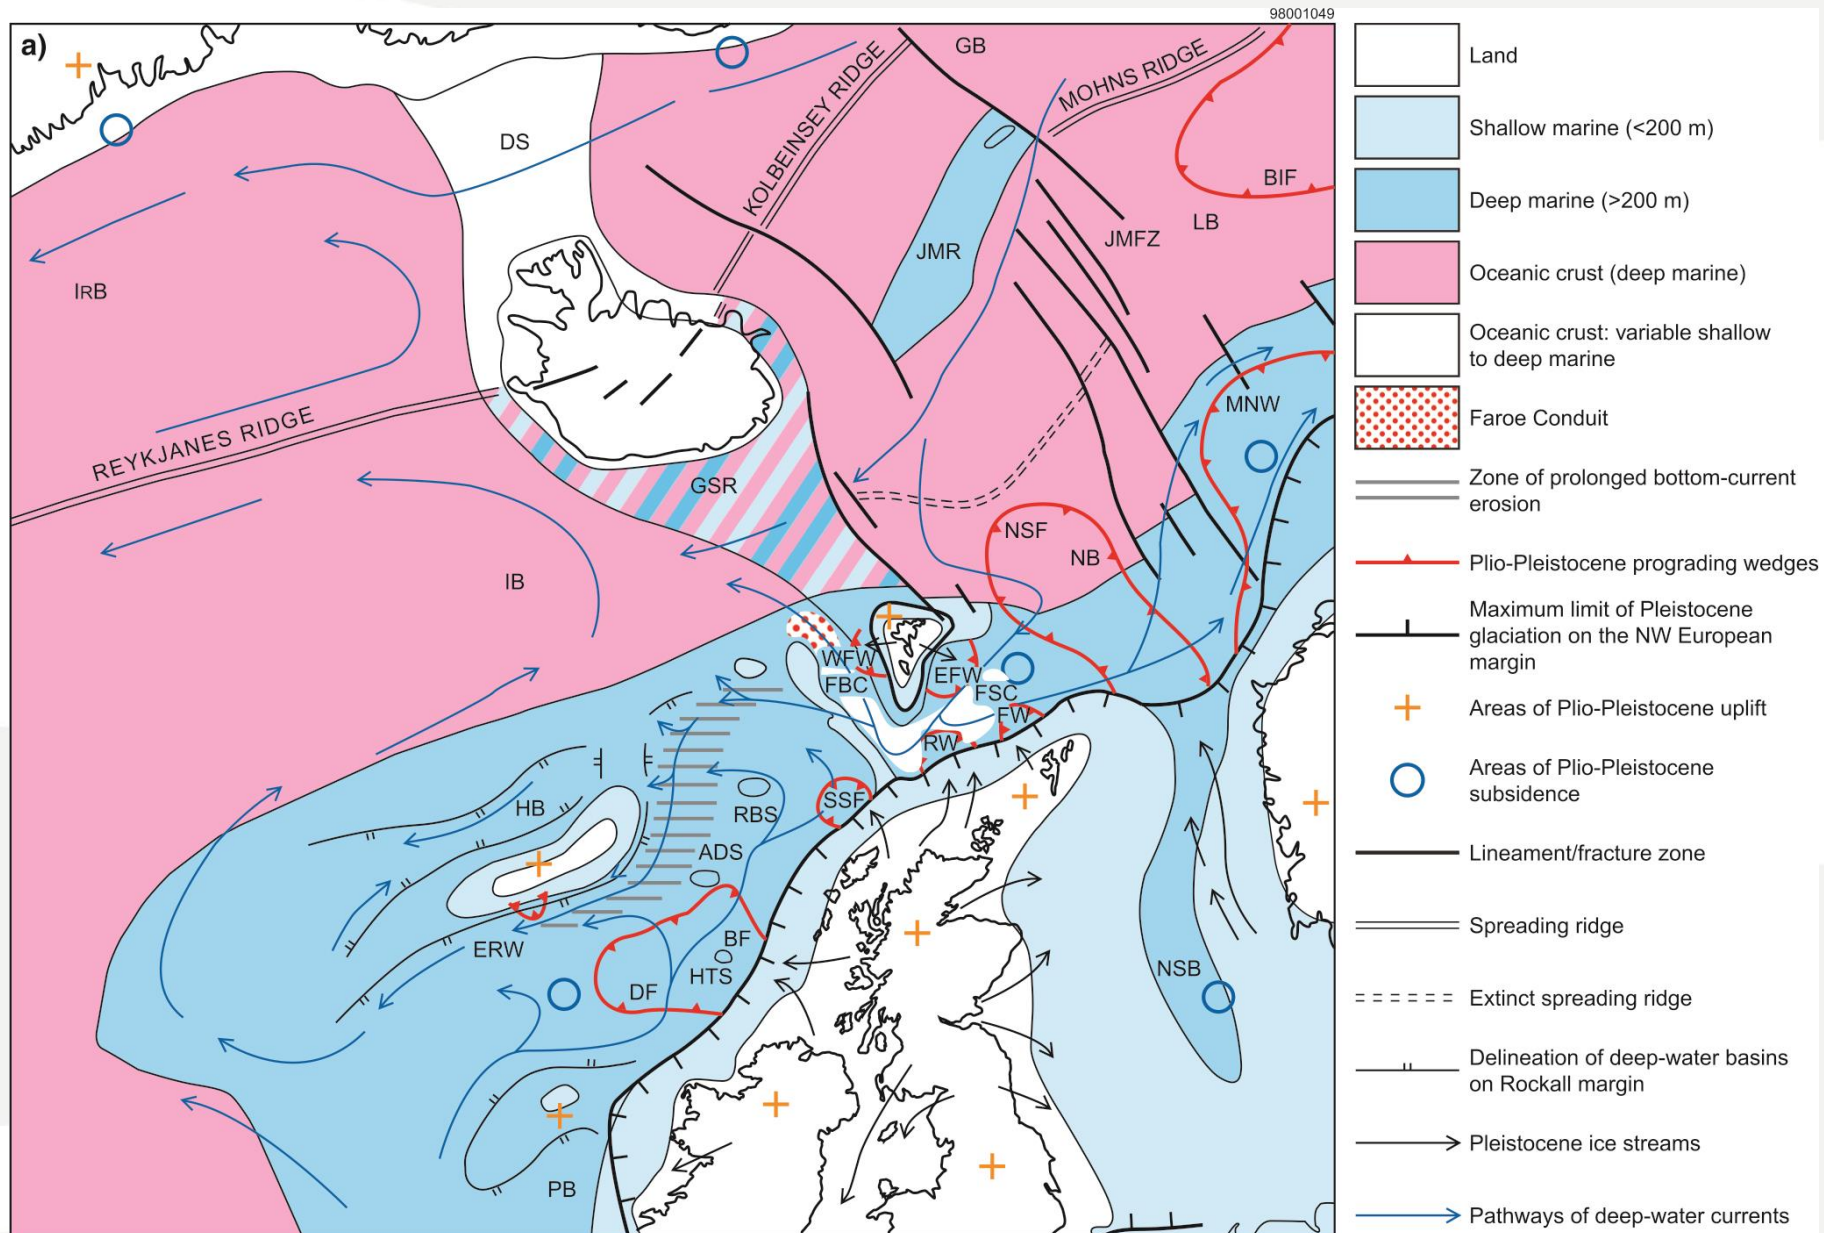 98001049
a)
GB
KOLBEINSEY RIDGE
MOHNS RIDGE
DS
BIF
LB
JMFZ
JMR
IRB
MNW
REYKJANES RIDGE
GSR
NSF
NB
IB
WFW
EFW
FBC
FSC
FW
RW
SSF
HB
RBS
ADS
ERW
BF
HTS
DF
NSB
PB
Land
Shallow marine (<200 m)
Deep marine (>200 m)
Oceanic crust (deep marine)
Oceanic crust: variable shallow
to deep marine
Faroe Conduit
Zone of prolonged bottom-current
erosion
Plio-Pleistocene prograding wedges
Maximum limit of Pleistocene
glaciation on the NW European
margin
Areas of Plio-Pleistocene uplift
Areas of Plio-Pleistocene
subsidence
Lineament/fracture zone
Spreading ridge
Extinct spreading ridge
Delineation of deep-water basins
on Rockall margin
Pleistocene ice streams
Pathways of deep-water currents